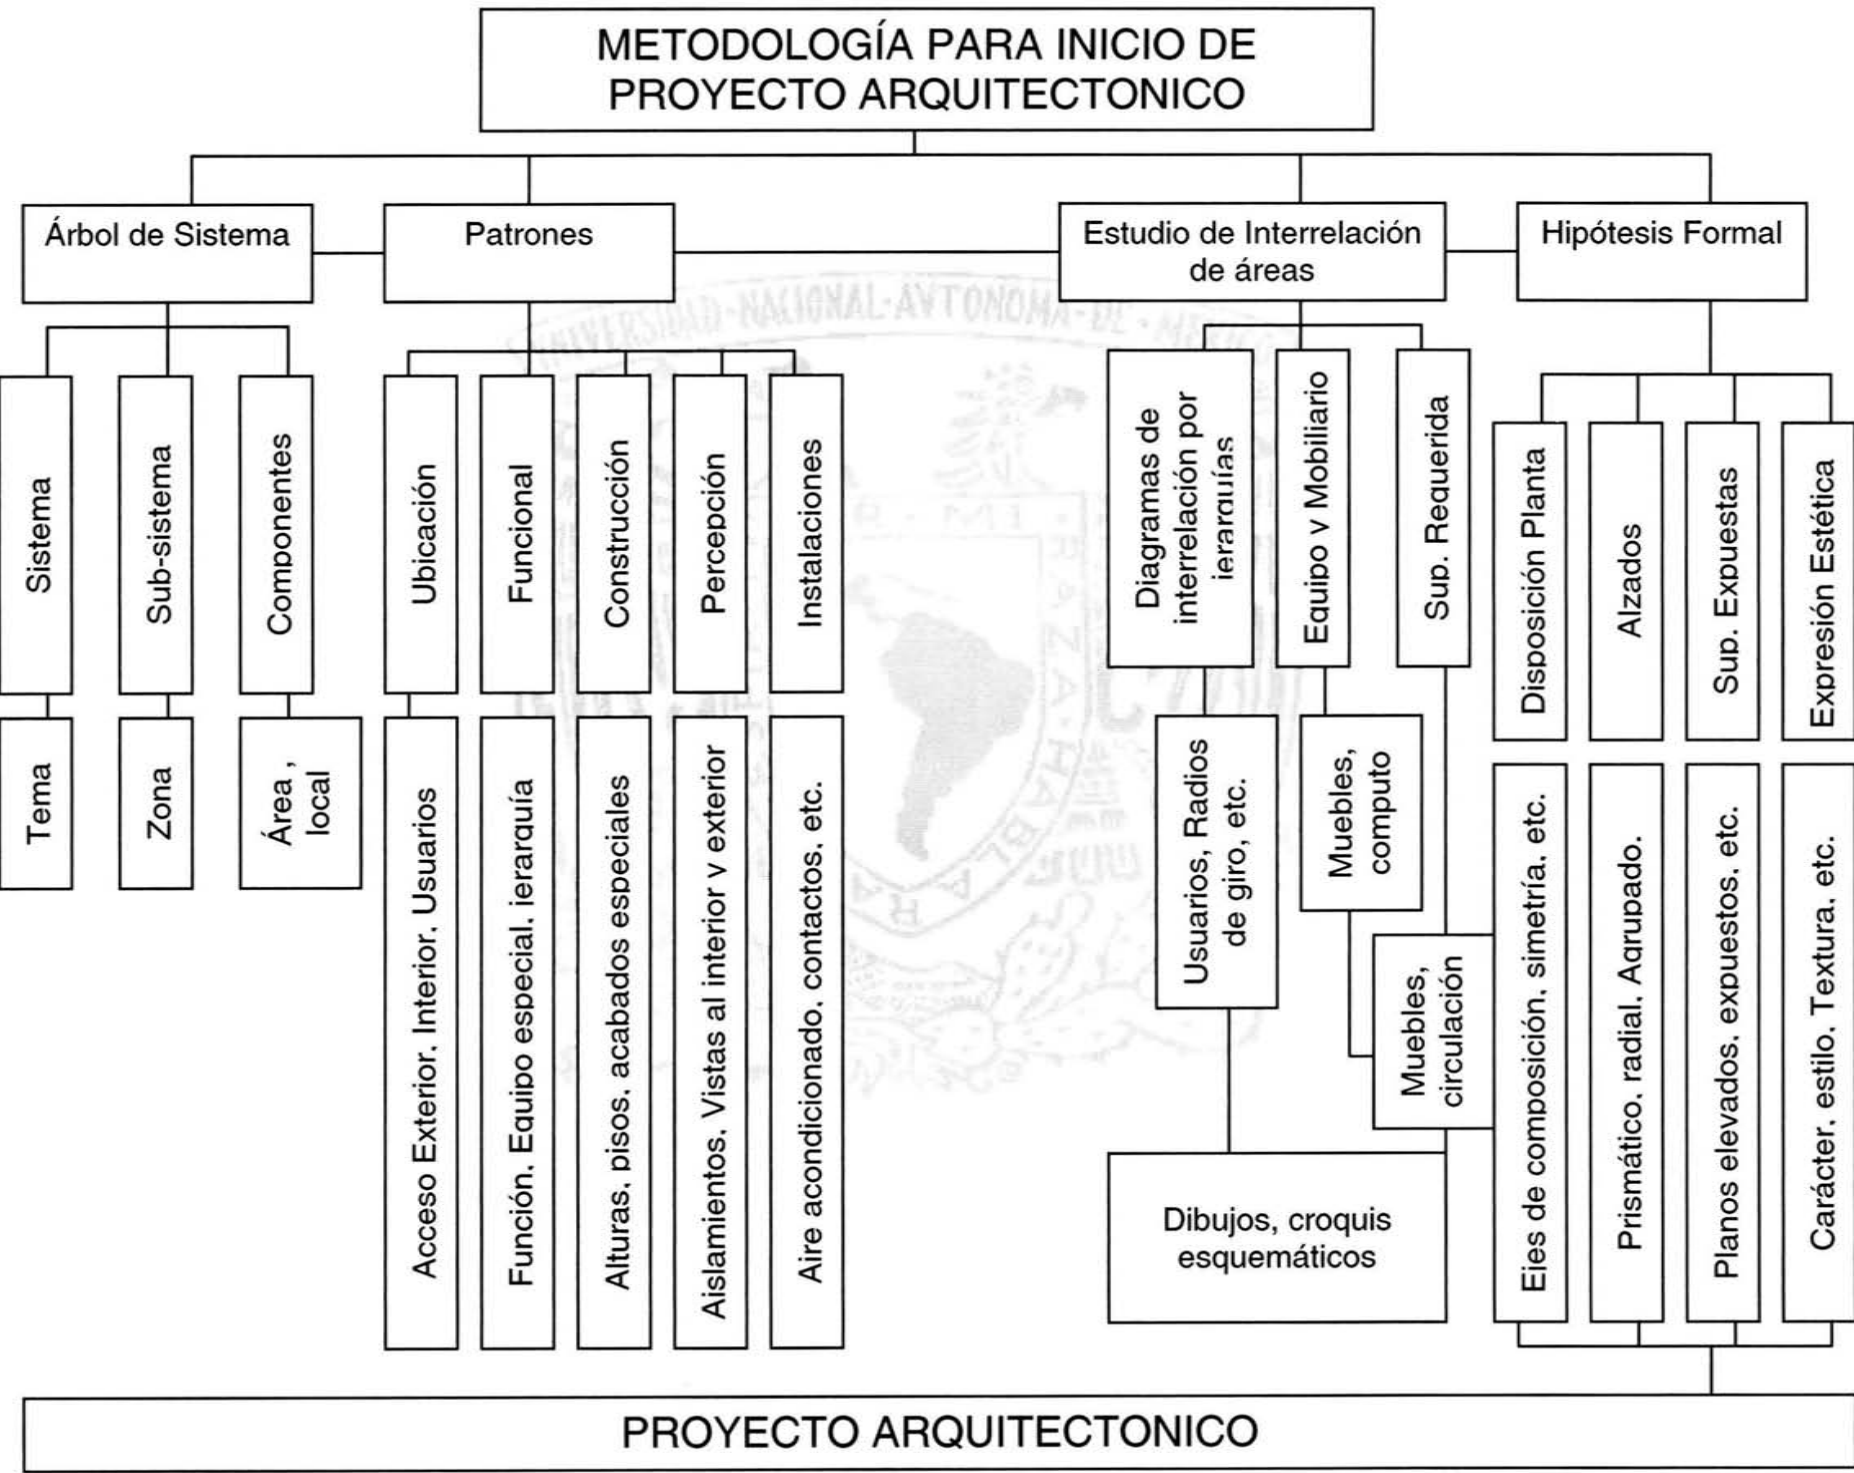 METODOLOGÍA PARA INICIO DE
PROYECTO ARQUITECTONICO
Árbol de Sistema
Patrones
Estudio de Interrelación
de áreas
Hipótesis Formal
Sistema
Sub-sistema
Componentes
Ubicación
Funcional
Construcción
Percepción
Instalaciones
Diagramas de
interrelación por
jerarquías
Equipo y Mobiliario
Sup. Requerida
Disposición Planta
Alzados
Sup. Expuestas
Expresión Estética
Tema
Zona
Área ,
local
Acceso Exterior, Interior, Usuarios
Función, Equipo especial, jerarquía
Alturas, pisos, acabados especiales
Aislamientos, Vistas al interior y exterior
Aire acondicionado, contactos, etc.
Usuarios, Radios
de giro, etc.
Muebles,
computo
Muebles,
circulación
Dibujos, croquis
esquemáticos
Ejes de composición, simetría, etc.
Prismático, radial, Agrupado.
Planos elevados, expuestos, etc.
Carácter, estilo, Textura, etc.
PROYECTO ARQUITECTONICO
UNIVERSIDAD·NACIONAL·AVTONOMA·DE·MEXICO